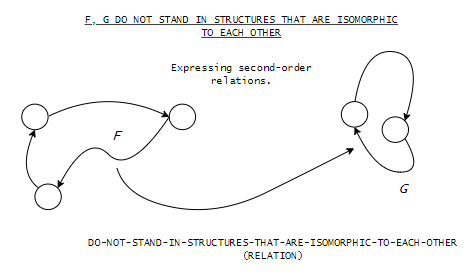 F, G DO NOT STAND IN STRUCTURES THAT ARE ISOMORPHIC
TO EACH OTHER
Expressing second-order
relations.
F
G
DO-NOT-STAND-IN-STRUCTURES-THAT-ARE-ISOMORPHIC-TO-EACH-OTHER
(RELATION)